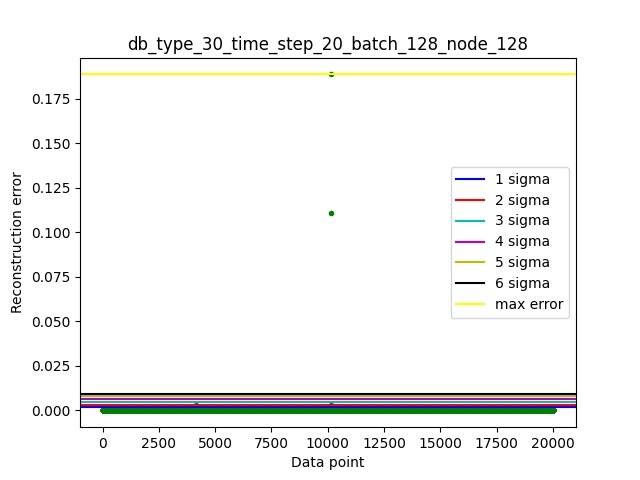 db_type_30_time_step_20_batch_128_node_128
Reconstruction error
0.175
0.150
0.125
0.100
0.075
0.050
0.025
0.000
1 sigma
2 sigma
3 sigma
4 sigma
5 sigma
6 sigma
max error
0 2500 5000 7500 10000 12500 15000 17500 20000
Data point